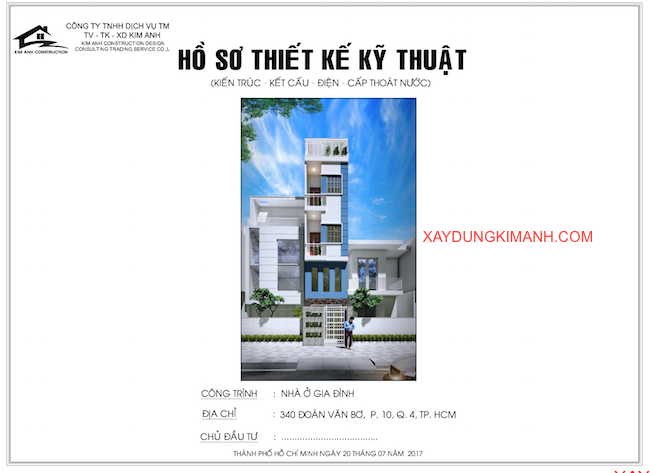 CÔNG TY TNHH DỊCH VỤ TM
TV - TK - XD KIM ANH
KIM ANH CONSTRUCTION DESIGN
CONSULTING TRADING SERVICE CO.,L
KIM ANH CONSTRUCTION
HỒ SƠ THIẾT KẾ KỸ THUẬT
(KIẾN TRÚC - KẾT CẤU - ĐIỆN - CẤP THOÁT NƯỚC)
XAYDUNGKIMANH.COM
CÔNG TRÌNH : NHÀ Ở GIA ĐÌNH
ĐỊA CHỈ : 340 ĐOÀN VĂN BƠ, P. 10, Q. 4, TP. HCM
CHỦ ĐẦU TƯ : .....................................
THÀNH PHỐ HỒ CHÍ MINH NGÀY 20 THÁNG 07 NĂM 2017